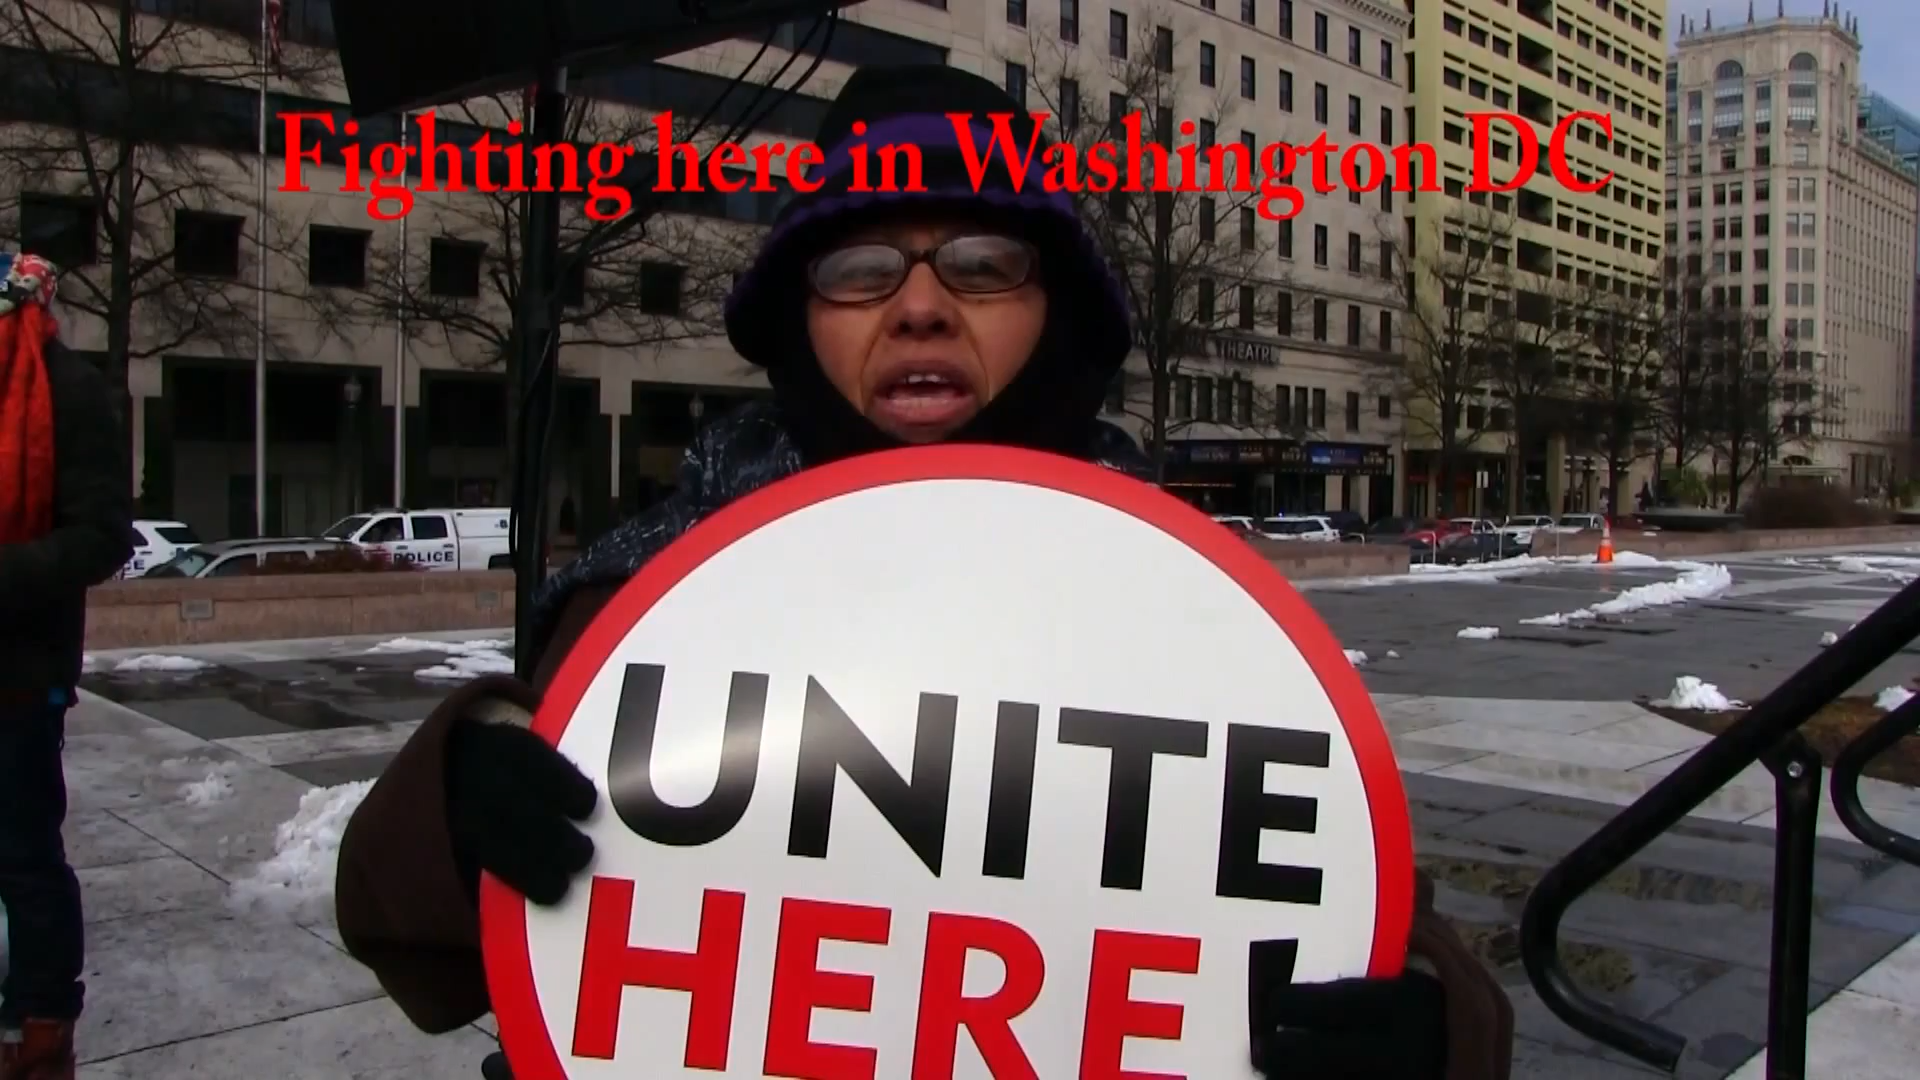 Fighting here in Washington DC
THEATRE
POLICE
UNITE
HERE!